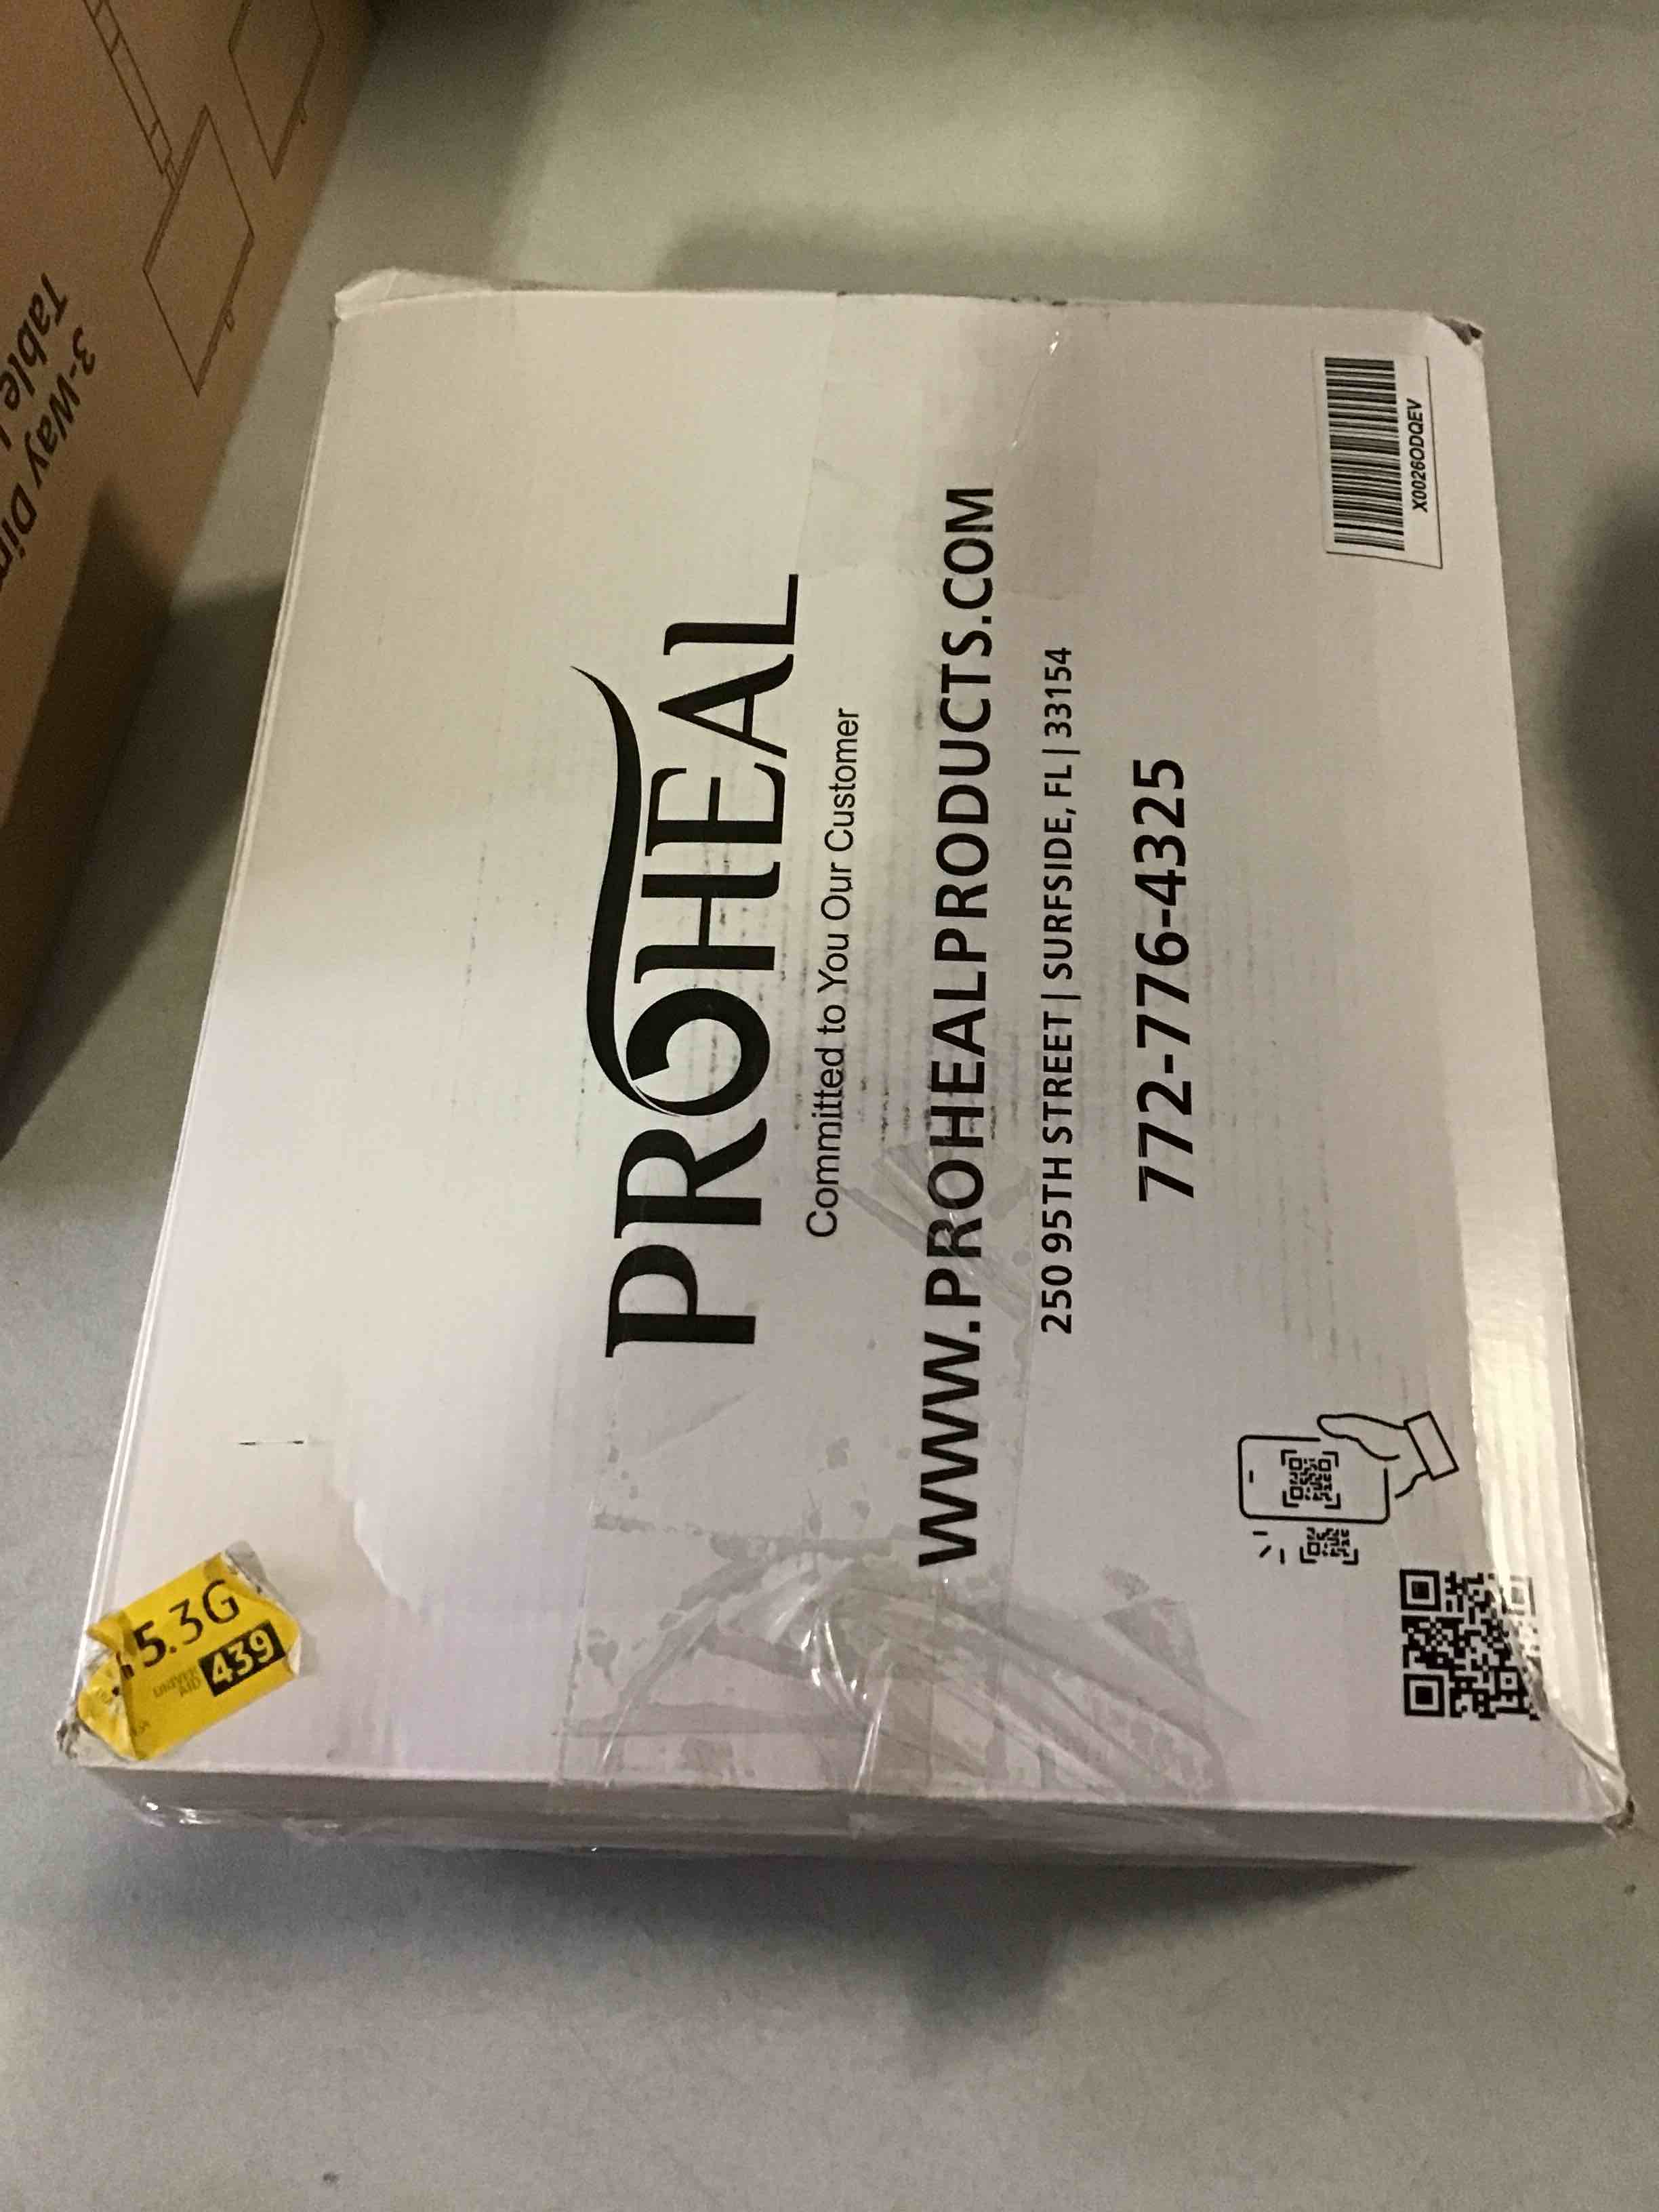 PROHEAL
Committed to You Our Customer
WWW.PROHEALPRODUCTS.COM
250 95TH STREET | SURFSIDE, FL | 33154
772-776-4325
X0026ODQEV
5.3G
439
3-Way
Table